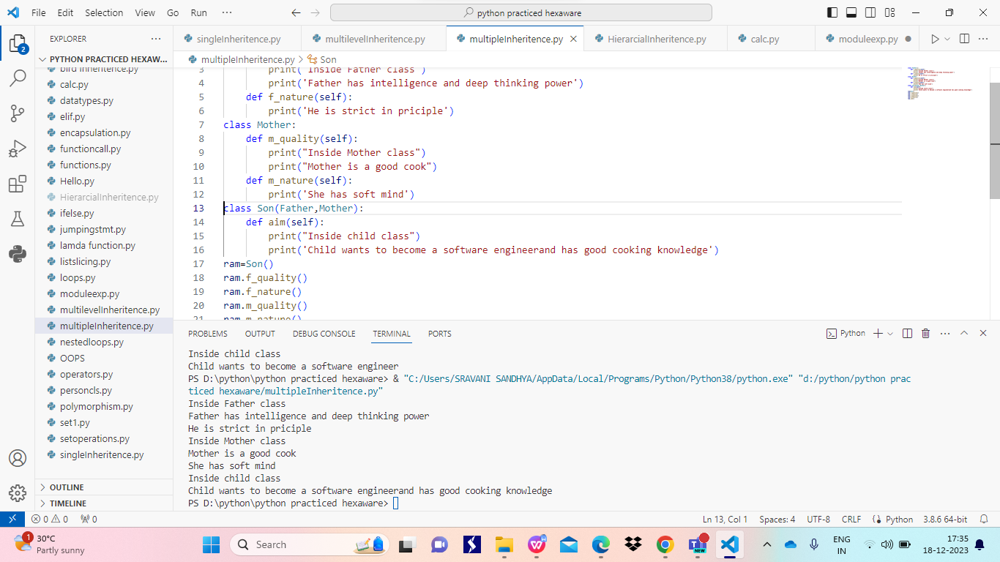 File Edit Selection View Go Run ··· python practiced hexaware
EXPLORER ···
singleInheritence.py multilevelInheritence.py multipleInheritence.py HierarcialInheritence.py calc.py moduleexp.py
2
PYTHON PRACTICED HEXAW...
multipleInheritence.py > Son
bird inheritence.py
calc.py
datatypes.py
elif.py
encapsulation.py
functioncall.py
functions.py
Hello.py
HierarcialInheritence.py
ifelse.py
jumpingstmt.py
lamda function.py
listslicing.py
loops.py
moduleexp.py
multilevelInheritence.py
multipleInheritence.py
nestedloops.py
OOPS
operators.py
personcls.py
polymorphism.py
set1.py
setoperations.py
singleInheritence.py
OUTLINE
TIMELINE
3 print('Inside Father class')
4 print('Father has intelligence and deep thinking power')
5 def f_nature(self):
6 print('He is strict in priciple')
7 class Mother:
8 def m_quality(self):
9 print("Inside Mother class")
10 print("Mother is a good cook")
11 def m_nature(self):
12 print('She has soft mind')
13 class Son(Father,Mother):
14 def aim(self):
15 print("Inside child class")
16 print('Child wants to become a software engineerand has good cooking knowledge')
17 ram=Son()
18 ram.f_quality()
19 ram.f_nature()
20 ram.m_quality()
21 ram.m_nature()
PROBLEMS OUTPUT DEBUG CONSOLE TERMINAL PORTS Python
Inside child class
Child wants to become a software engineer
PS D:\python\python practiced hexaware> & "C:/Users/SRAVANI SANDHYA/AppData/Local/Programs/Python/Python38/python.exe" "d:/python/python prac
ticed hexaware/multipleInheritence.py"
Inside Father class
Father has intelligence and deep thinking power
He is strict in priciple
Inside Mother class
Mother is a good cook
She has soft mind
Inside child class
Child wants to become a software engineerand has good cooking knowledge
PS D:\python\python practiced hexaware>
0 0 0 Ln 13, Col 1 Spaces: 4 UTF-8 CRLF Python 3.8.6 64-bit
1 30°C
Partly sunny
Search
NEW
ENG
IN
17:35
18-12-2023